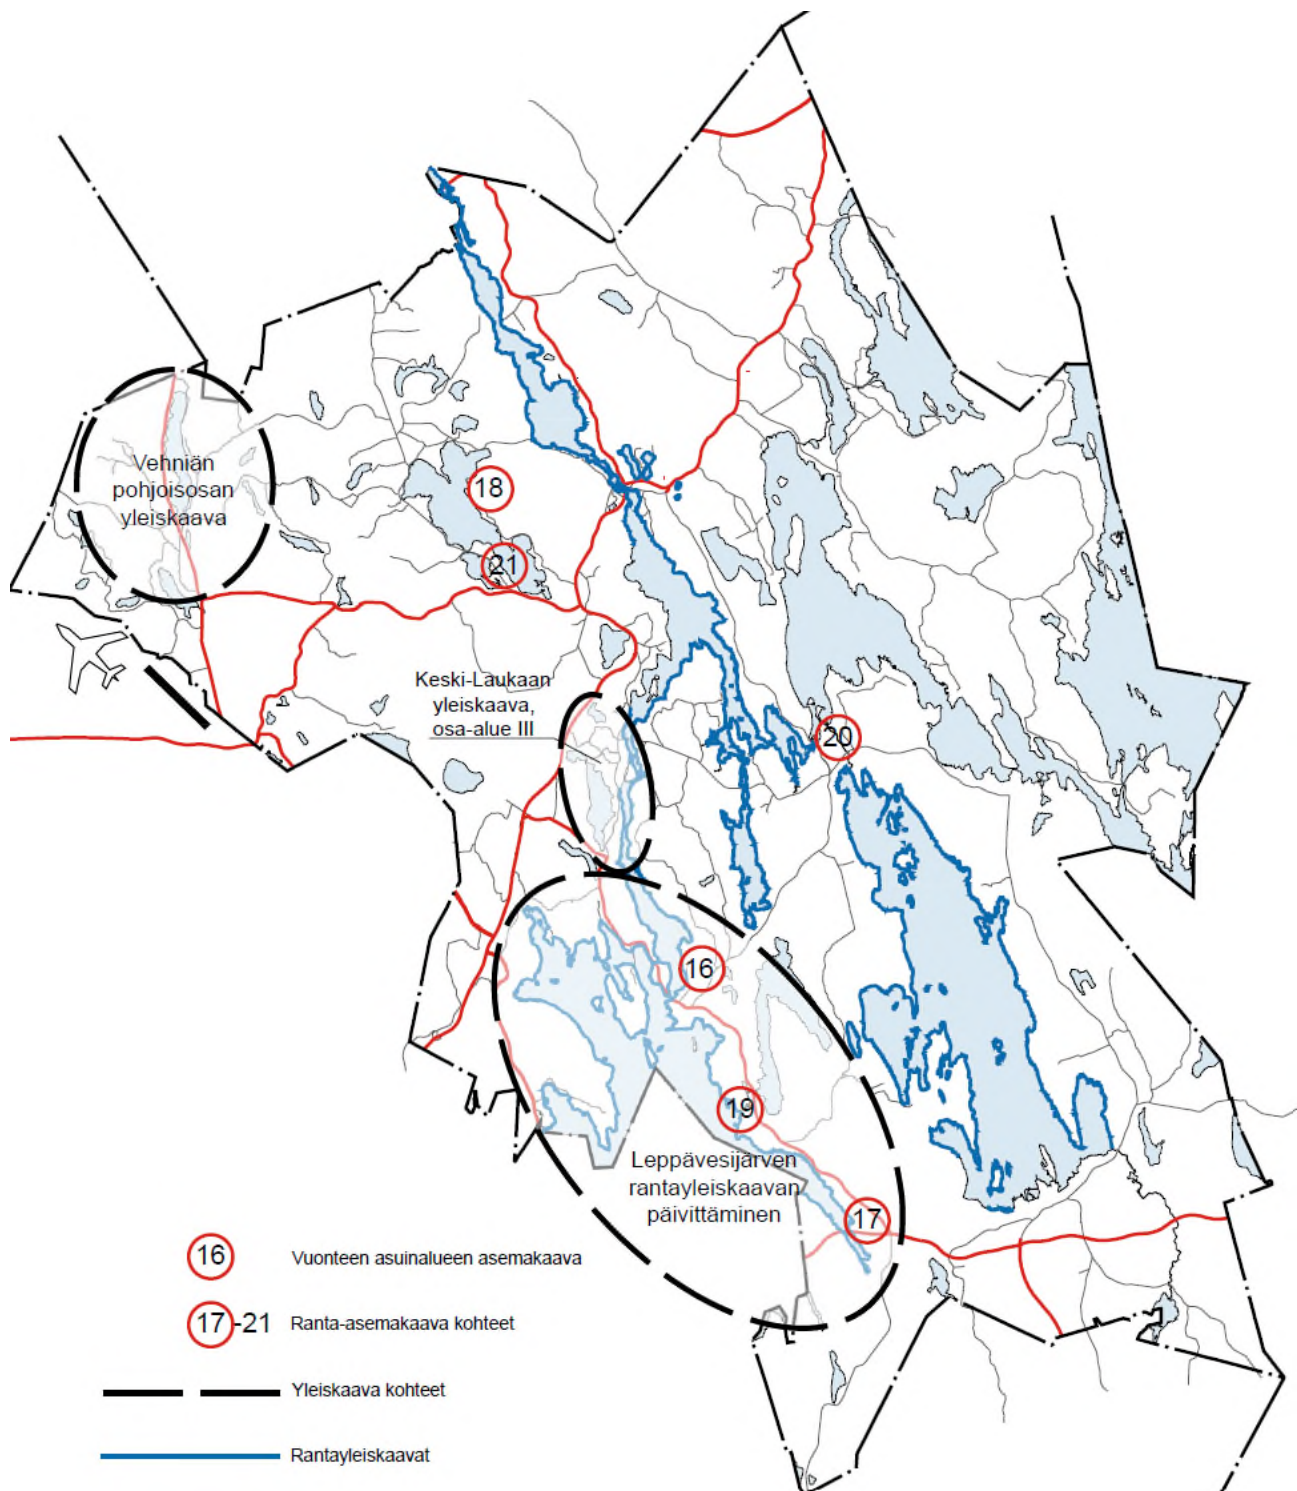 Vehniän
pohjoisosan
yleiskaava
18
21
Keski-Laukaan
yleiskaava,
osa-alue III
20
16
19
Leppävesijärven
rantayleiskaavan
päivittäminen
17
16 Vuonteen asuinalueen asemakaava
17-21 Ranta-asemakaava kohteet
Yleiskaava kohteet
Rantayleiskaavat